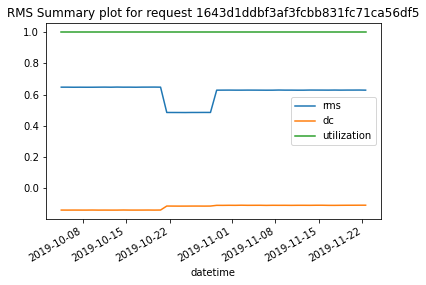 RMS Summary plot for request 1643d1ddbf3af3fcbb831fc71ca56df5
1.0
0.8
0.6
0.4
0.2
0.0
rms
dc
utilization
2019-10-08
2019-10-15
2019-10-22
2019-11-01
2019-11-08
2019-11-15
2019-11-22
datetime